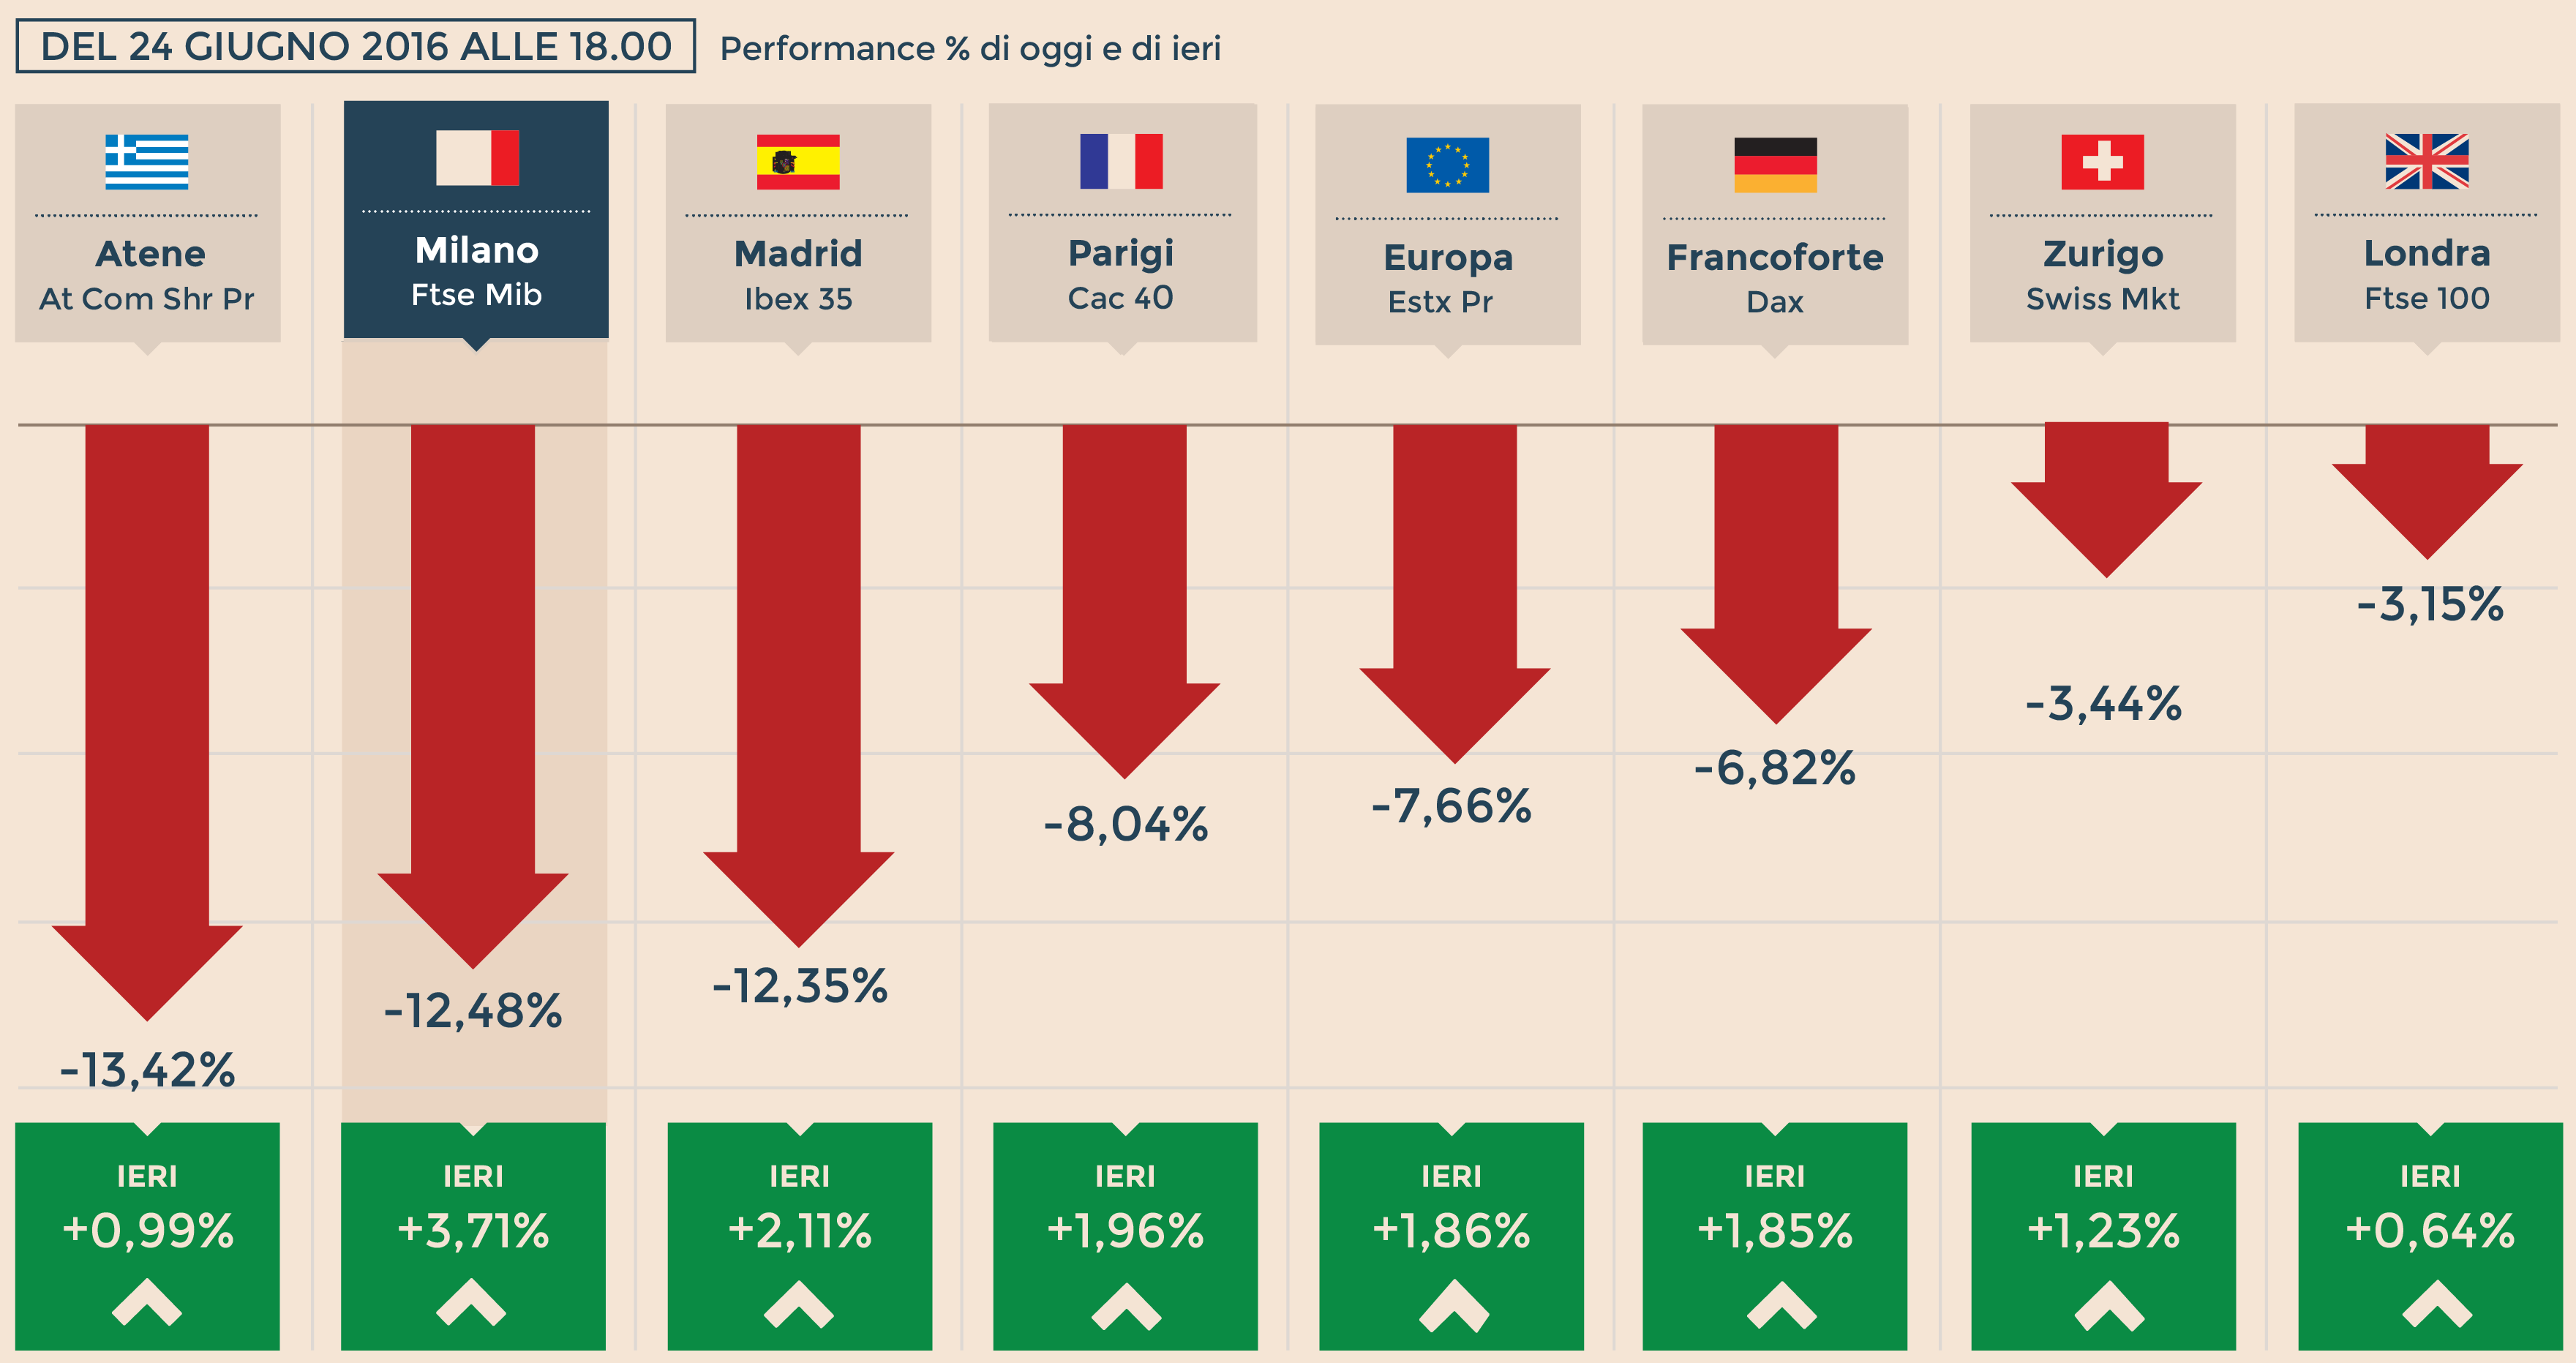 DEL 24 GIUGNO 2016 ALLE 18.00
Performance % di oggi e di ieri
Atene
At Com Shr Pr
Milano
Ftse Mib
Madrid
Ibex 35
Parigi
Cac 40
Europa
Estx Pr
Francoforte
Dax
Zurigo
Swiss Mkt
Londra
Ftse 100
-13,42%
-12,48%
-12,35%
-8,04%
-7,66%
-6,82%
-3,44%
-3,15%
IERI
+0,99%
IERI
+3,71%
IERI
+2,11%
IERI
+1,96%
IERI
+1,86%
IERI
+1,85%
IERI
+1,23%
IERI
+0,64%